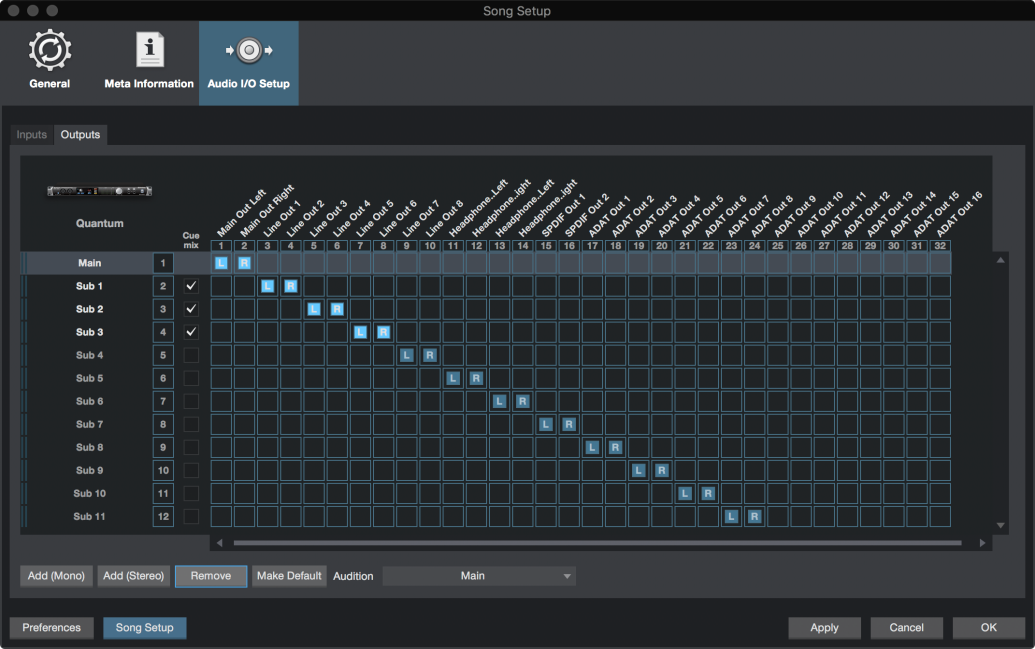 Song Setup
General
Meta Information
Audio I/O Setup
Inputs
Outputs
Quantum
Cue
mix
Main Out Left
Main Out Right
Line Out 1
Line Out 2
Line Out 3
Line Out 4
Line Out 5
Line Out 6
Line Out 7
Line Out 8
Headphone..Left
Headphone..ight
Headphone..Left
Headphone..ight
SPDIF Out 1
SPDIF Out 2
ADAT Out 1
ADAT Out 2
ADAT Out 3
ADAT Out 4
ADAT Out 5
ADAT Out 6
ADAT Out 7
ADAT Out 8
ADAT Out 9
ADAT Out 10
ADAT Out 11
ADAT Out 12
ADAT Out 13
ADAT Out 14
ADAT Out 15
ADAT Out 16
1 2 3 4 5 6 7 8 9 10 11 12 13 14 15 16 17 18 19 20 21 22 23 24 25 26 27 28 29 30 31 32
Main 1 L R
Sub 1 2 L R
Sub 2 3 L R
Sub 3 4 L R
Sub 4 5 L R
Sub 5 6 L R
Sub 6 7 L R
Sub 7 8 L R
Sub 8 9 L R
Sub 9 10 L R
Sub 10 11 L R
Sub 11 12 L R
Add (Mono) Add (Stereo) Remove Make Default Audition Main
Preferences Song Setup Apply Cancel OK